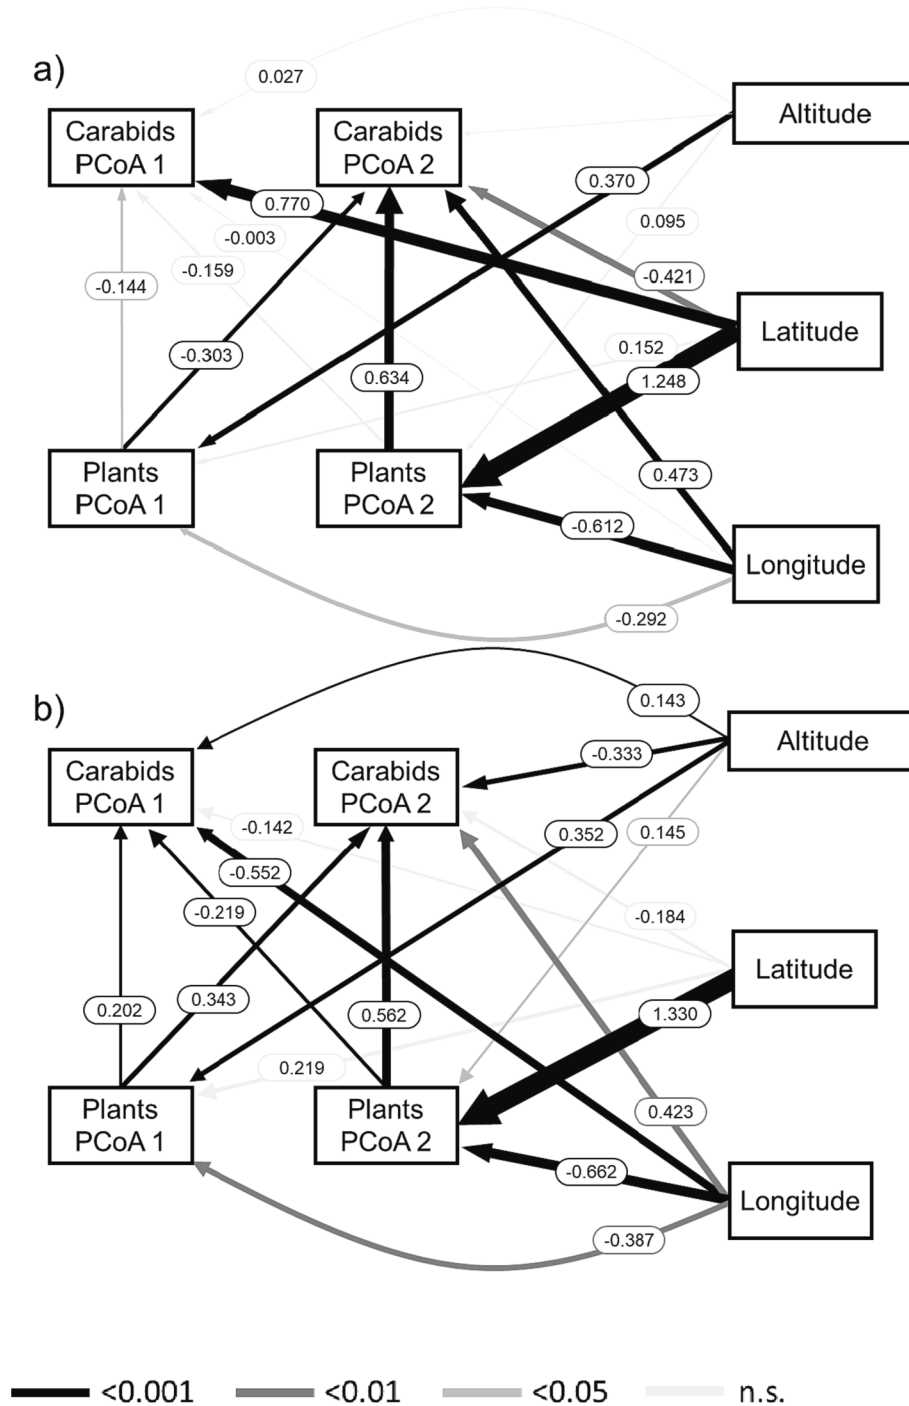 a)
0.027
Carabids
PCoA 1
Carabids
PCoA 2
Altitude
0.370
0.770
0.095
-0.003
-0.159
-0.421
-0.144
Latitude
0.152
-0.303
0.634
1.248
Plants
PCoA 1
Plants
PCoA 2
0.473
-0.612
Longitude
-0.292
b)
0.143
Carabids
PCoA 1
Carabids
PCoA 2
Altitude
-0.333
-0.142
0.352
0.145
-0.552
-0.219
-0.184
Latitude
0.202
0.343
0.562
1.330
0.219
Plants
PCoA 1
Plants
PCoA 2
0.423
-0.662
Longitude
-0.387
<0.001
<0.01
<0.05
n.s.